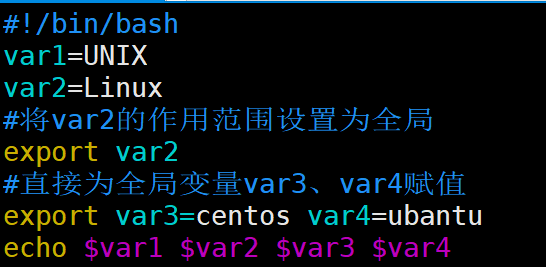 #!/bin/bash
var1=UNIX
var2=Linux
#将var2的作用范围设置为全局
export var2
#直接为全局变量var3、var4赋值
export var3=centos var4=ubantu
echo $var1 $var2 $var3 $var4